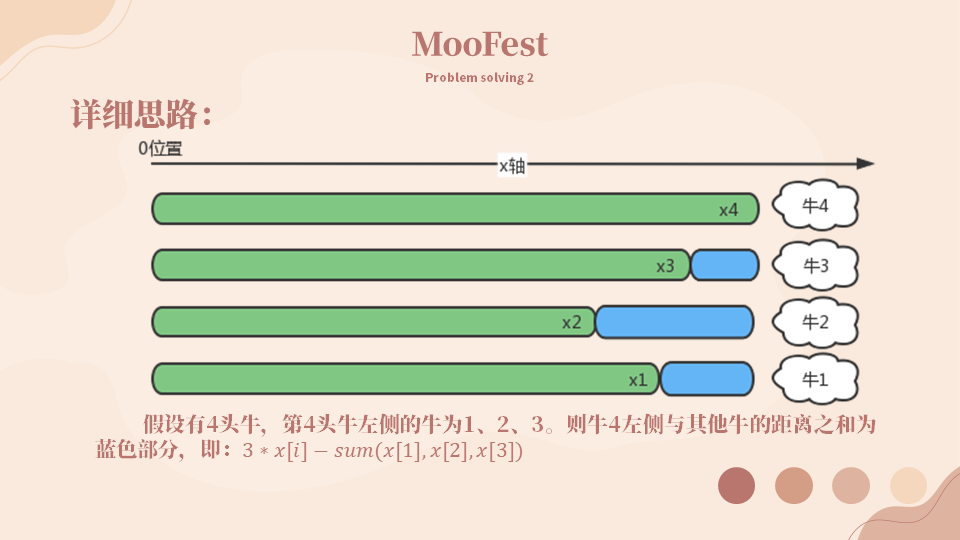 MooFest
Problem solving 2
详细思路：
0位置
x轴
x4
牛4
x3
牛3
x2
牛2
x1
牛1
假设有4头牛，第4头牛左侧的牛为1、2、3。则牛4左侧与其他牛的距离之和为
蓝色部分，即：3 ∗ x[i] − sum(x[1], x[2], x[3])